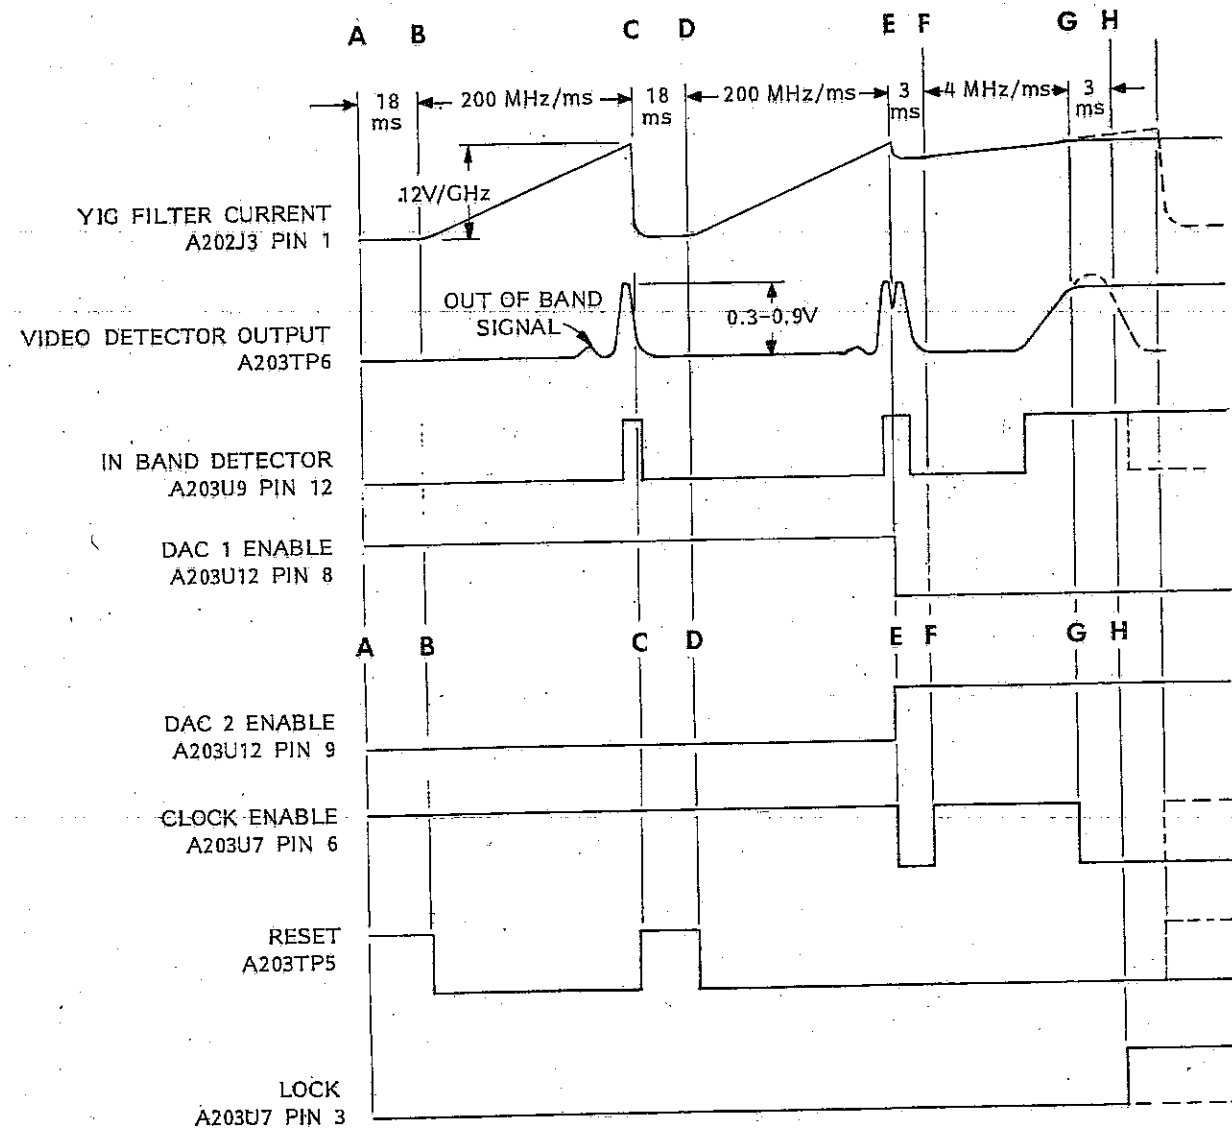 A B C D E F G H
18 ms
200 MHz/ms
18 ms
200 MHz/ms
3 ms
4 MHz/ms
3 ms
.12V/GHz
YIG FILTER CURRENT
A202J3 PIN 1
OUT OF BAND
SIGNAL
0.3-0.9V
VIDEO DETECTOR OUTPUT
A203TP6
IN BAND DETECTOR
A203U9 PIN 12
DAC 1 ENABLE
A203U12 PIN 8
A B C D E F G H
DAC 2 ENABLE
A203U12 PIN 9
CLOCK ENABLE
A203U7 PIN 6
RESET
A203TP5
LOCK
A203U7 PIN 3